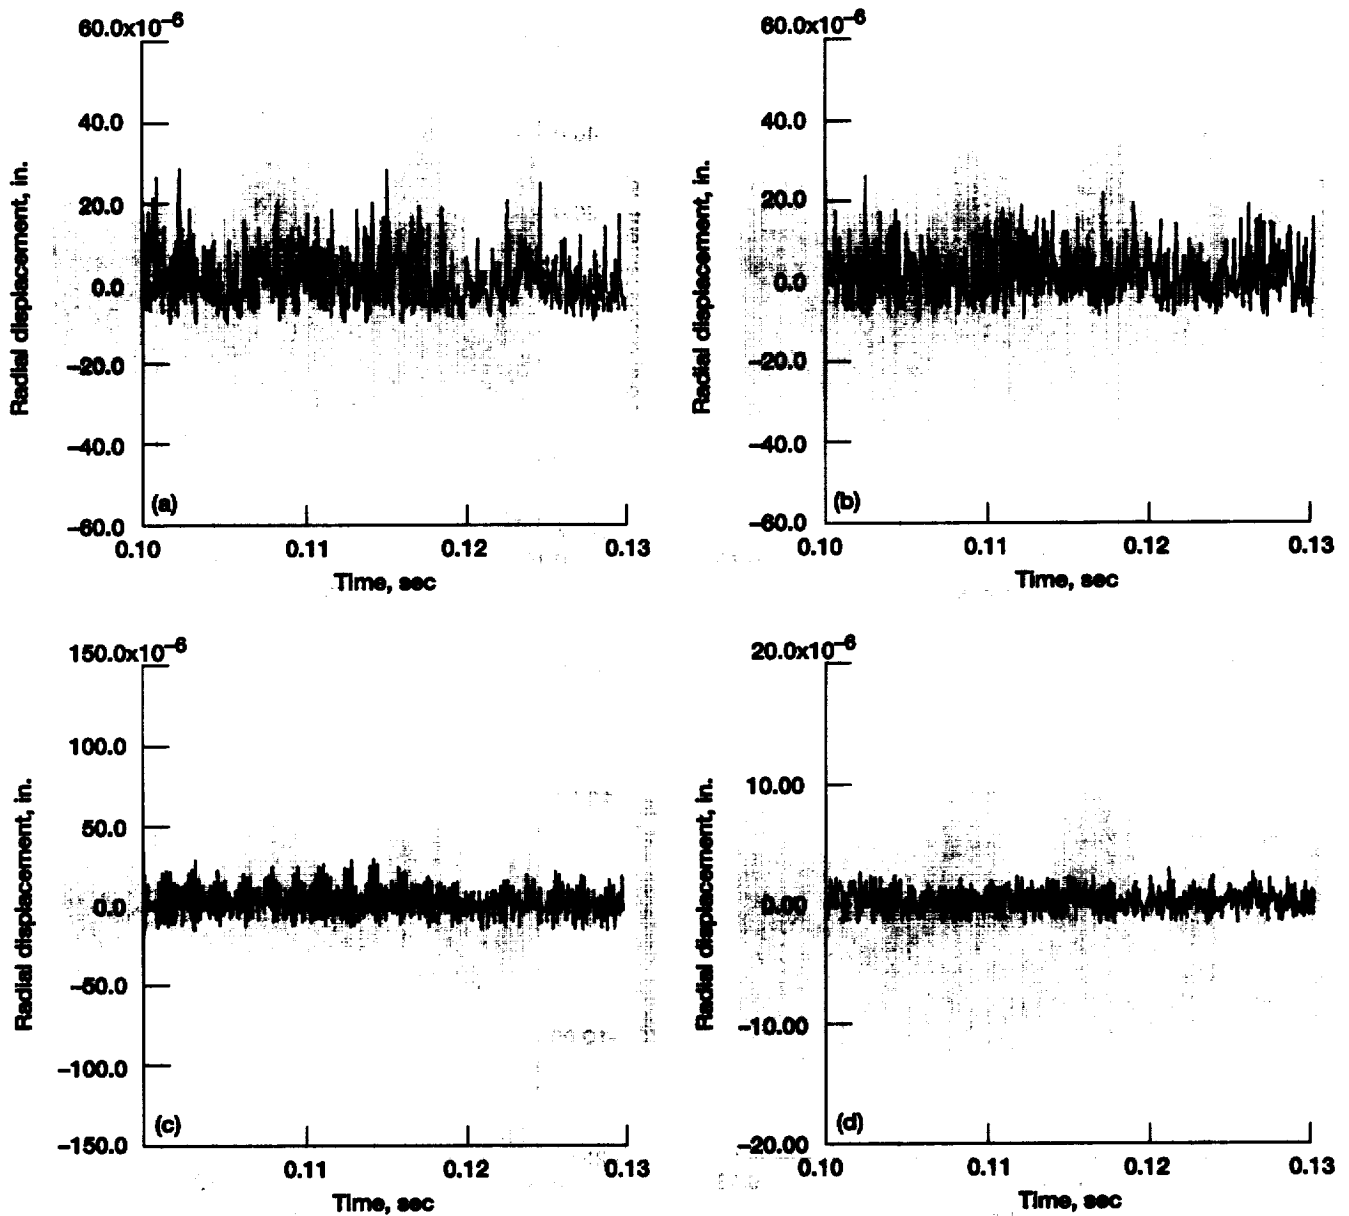 60.0x10⁻⁶
40.0
20.0
0.0
−20.0
−40.0
−60.0
Radial displacement, in.
(a)
0.10 0.11 0.12 0.13
Time, sec
60.0x10⁻⁶
40.0
20.0
0.0
−20.0
−40.0
−60.0
Radial displacement, in.
(b)
0.10 0.11 0.12 0.13
Time, sec
150.0x10⁻⁶
100.0
50.0
0.0
−50.0
−100.0
−150.0
Radial displacement, in.
(c)
0.11 0.12 0.13
Time, sec
20.0x10⁻⁶
10.00
0.00
−10.00
−20.00
Radial displacement, in.
(d)
0.10 0.11 0.12 0.13
Time, sec